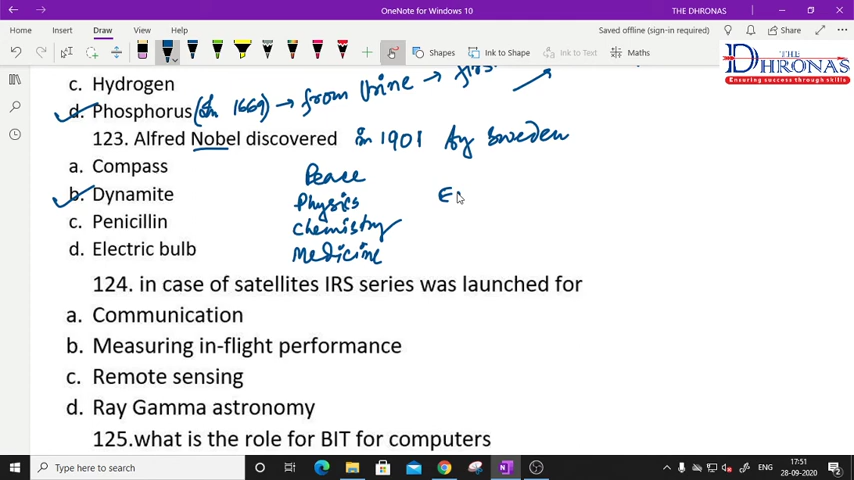 OneNote for Windows 10
THE DHRONAS
Home Insert Draw View Help
Saved offline (sign-in required) Share
Shapes Ink to Shape Ink to Text Maths
THE
DHRONAS
Ensuring success through skills
c. Hydrogen
d. Phosphorus (In 1669) → from Urine → firs
123. Alfred Nobel discovered in 1901 by Sweden
a. Compass
Peace
b. Dynamite
Physics E
c. Penicillin
Chemistry
d. Electric bulb
Medicine
124. in case of satellites IRS series was launched for
a. Communication
b. Measuring in-flight performance
c. Remote sensing
d. Ray Gamma astronomy
125.what is the role for BIT for computers
Type here to search
ENG
17:51
28-09-2020
2